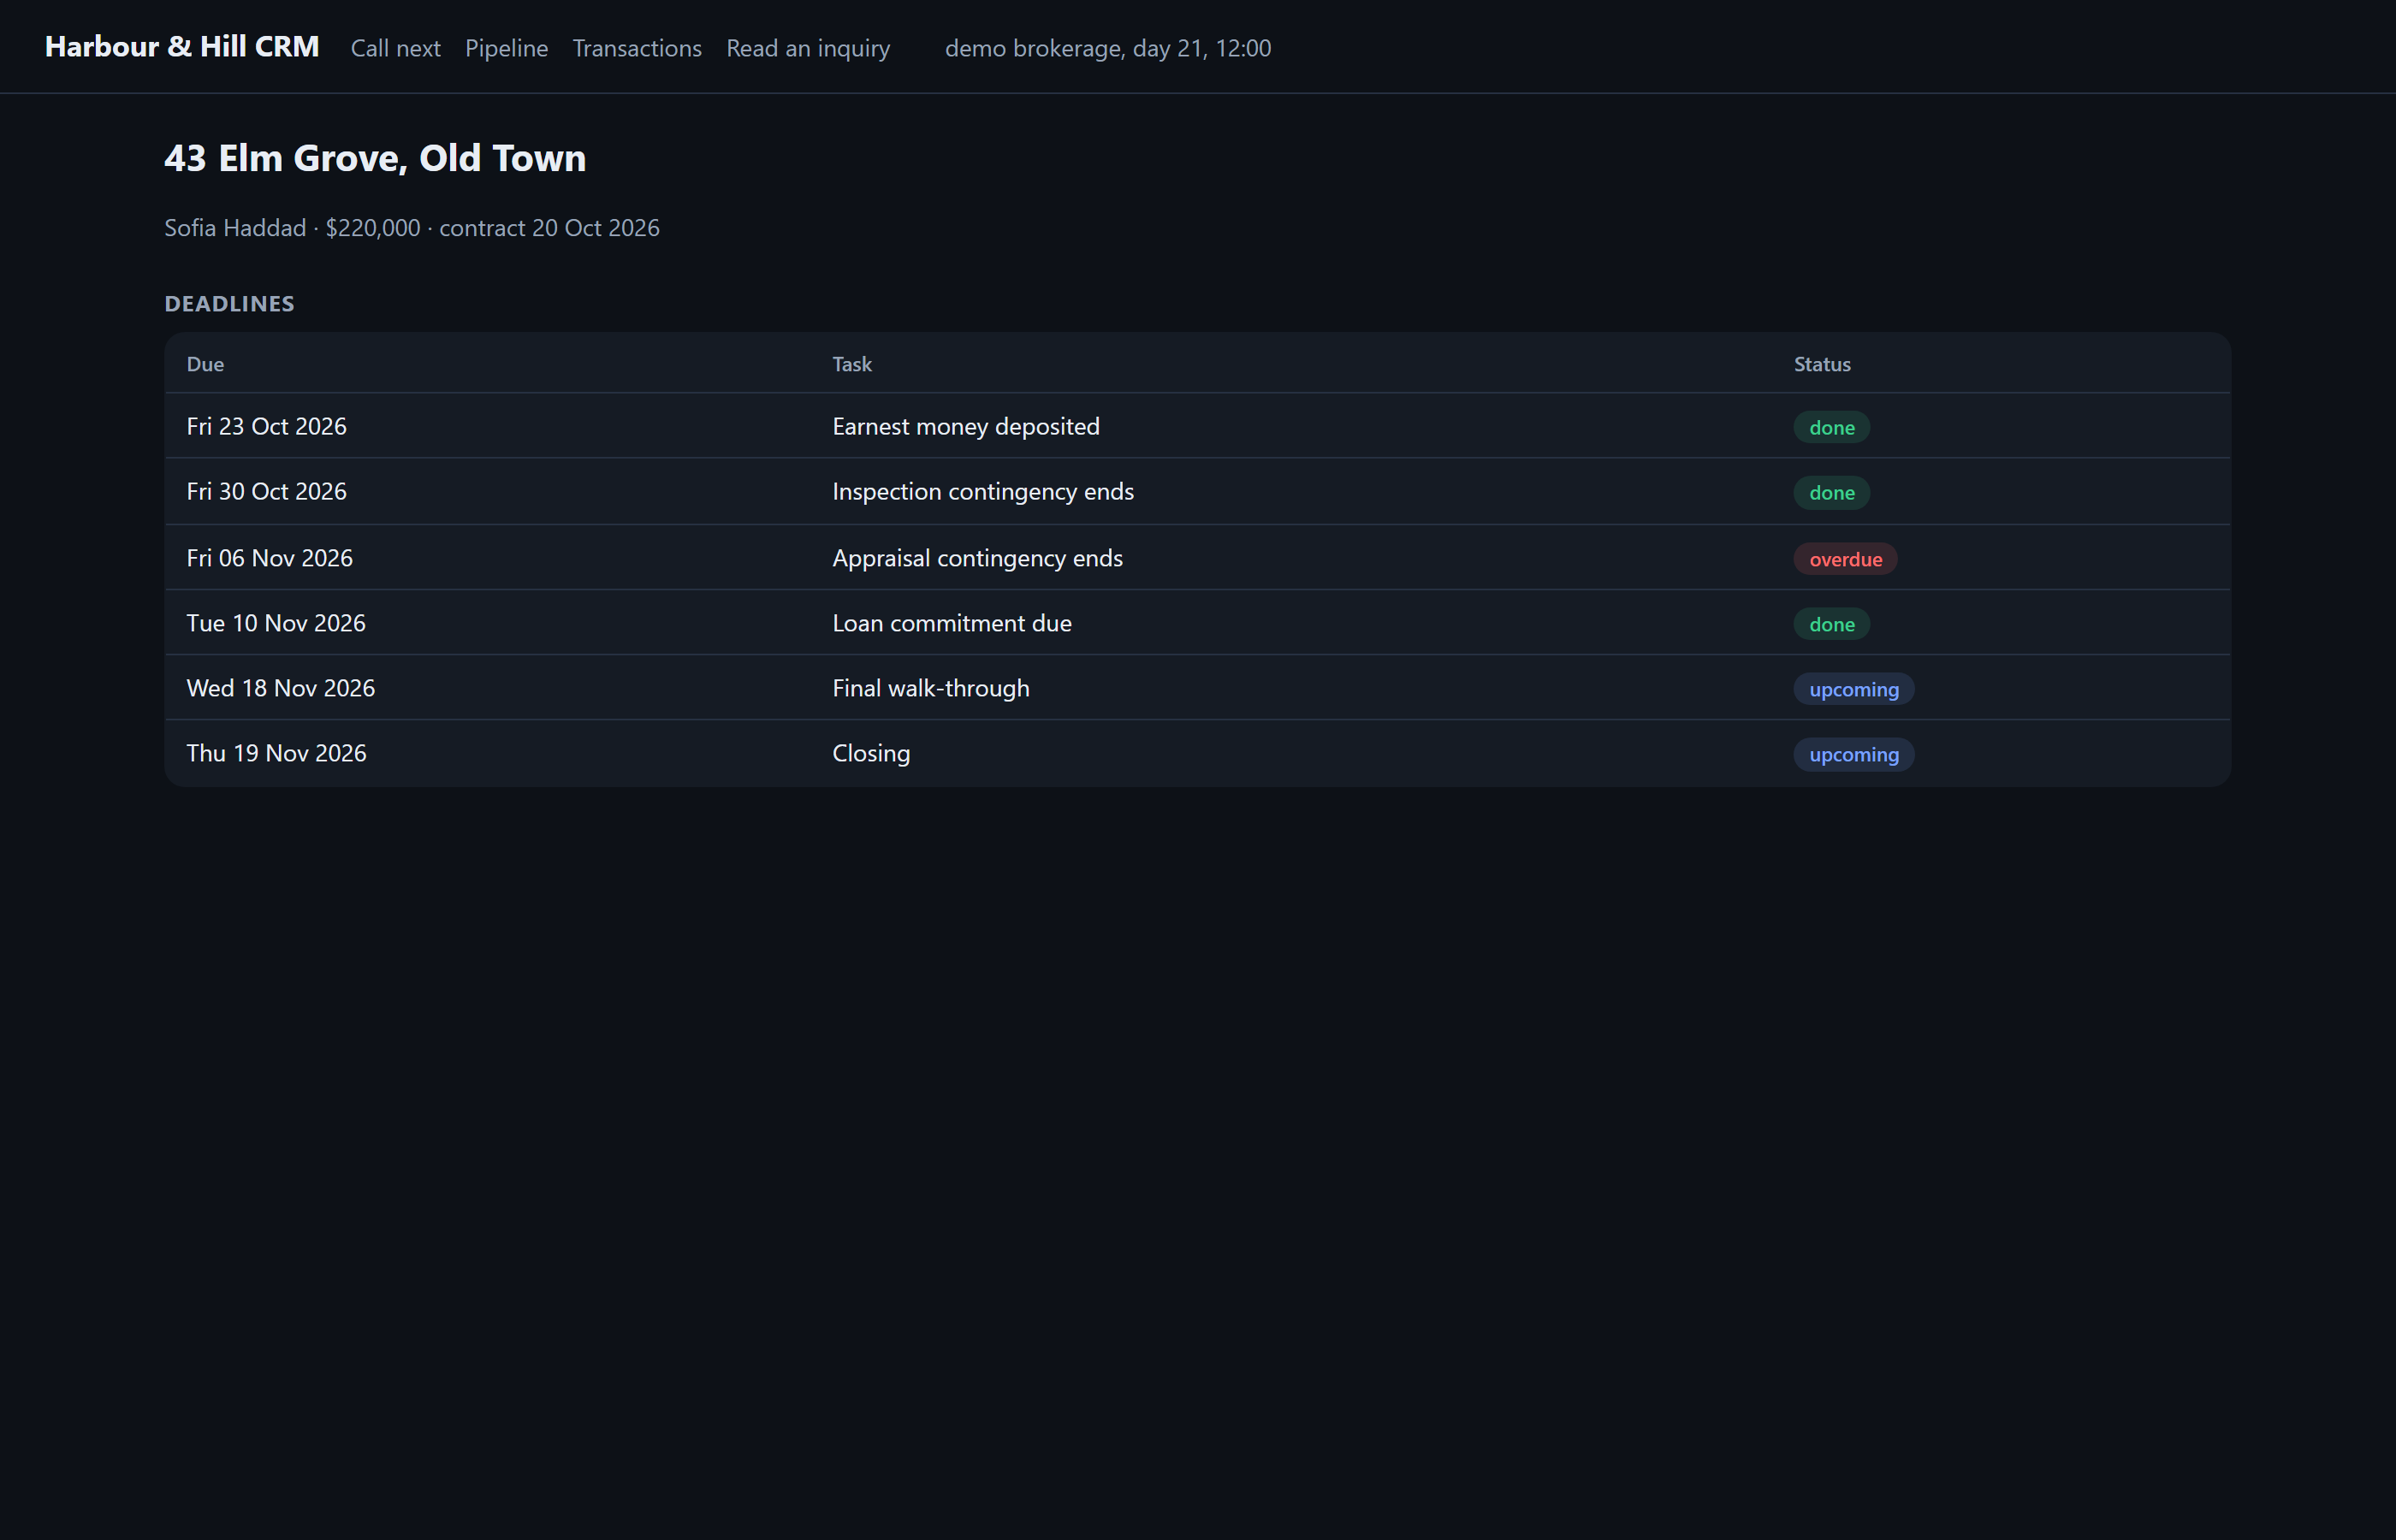 Harbour & Hill CRM Call next Pipeline Transactions Read an inquiry demo brokerage, day 21, 12:00
43 Elm Grove, Old Town
Sofia Haddad · $220,000 · contract 20 Oct 2026
DEADLINES
Due Task Status
Fri 23 Oct 2026 Earnest money deposited done
Fri 30 Oct 2026 Inspection contingency ends done
Fri 06 Nov 2026 Appraisal contingency ends overdue
Tue 10 Nov 2026 Loan commitment due done
Wed 18 Nov 2026 Final walk-through upcoming
Thu 19 Nov 2026 Closing upcoming